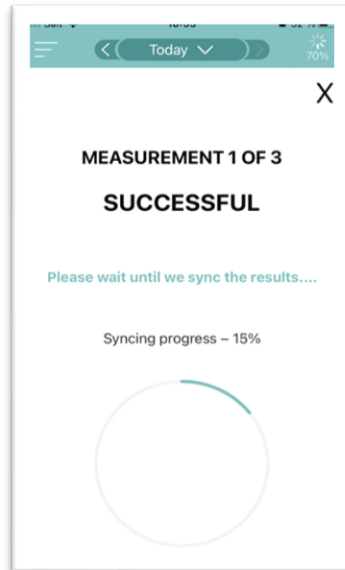 Today
70%
X
MEASUREMENT 1 OF 3
SUCCESSFUL
Please wait until we sync the results....
Syncing progress – 15%